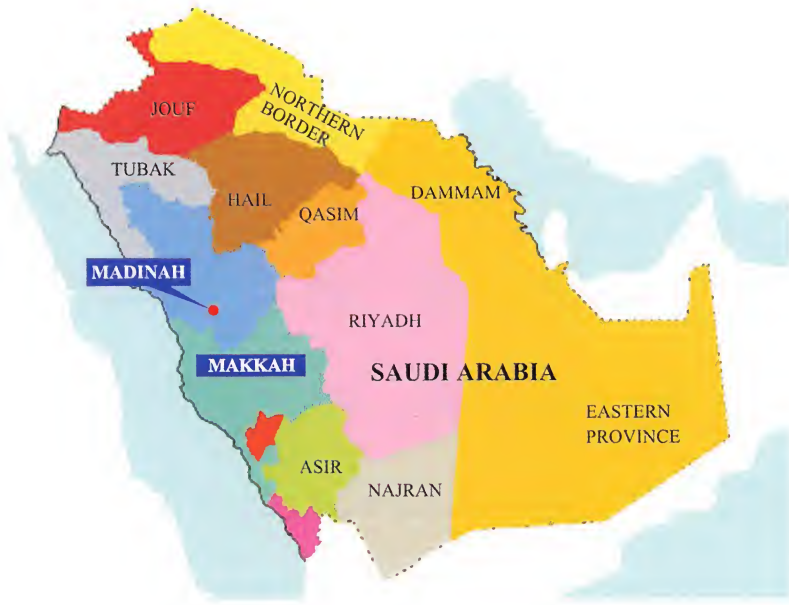 JOUF
NORTHERN
BORDER
TUBAK
HAIL
QASIM
DAMMAM
MADINAH
RIYADH
MAKKAH
SAUDI ARABIA
EASTERN
PROVINCE
ASIR
NAJRAN